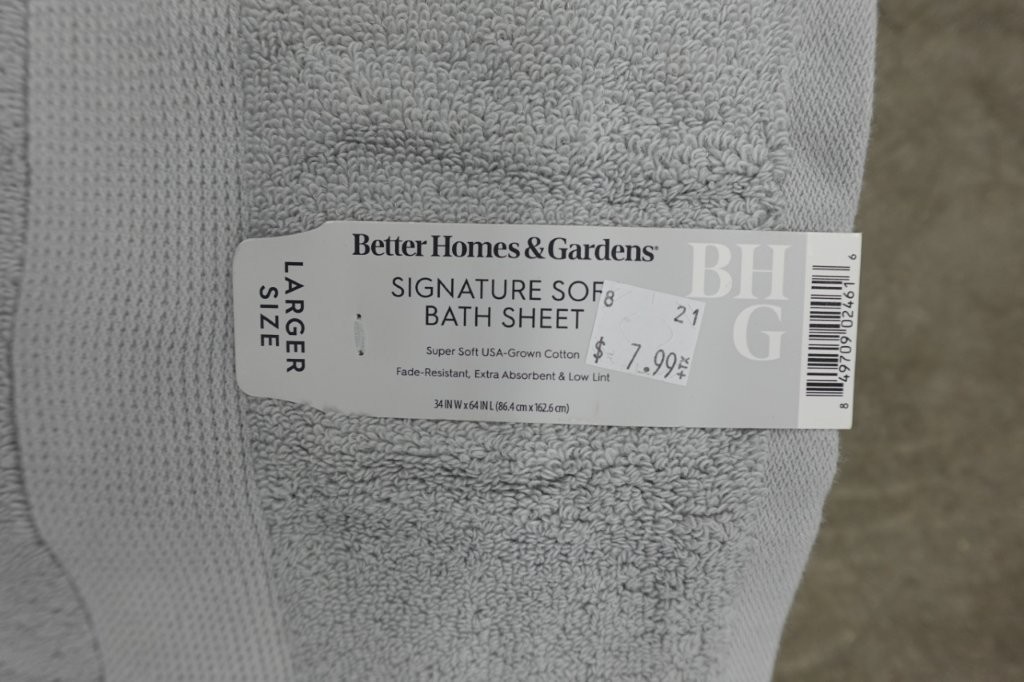 Better Homes & Gardens®
BH
G
LARGER
SIZE
SIGNATURE SOF
BATH SHEET
8 21
$ 7.99+TX
Super Soft USA-Grown Cotton
Fade-Resistant, Extra Absorbent & Low Lint
34 IN W x 64 IN L (86.4 cm x 162.6 cm)
8 49709 02461 6